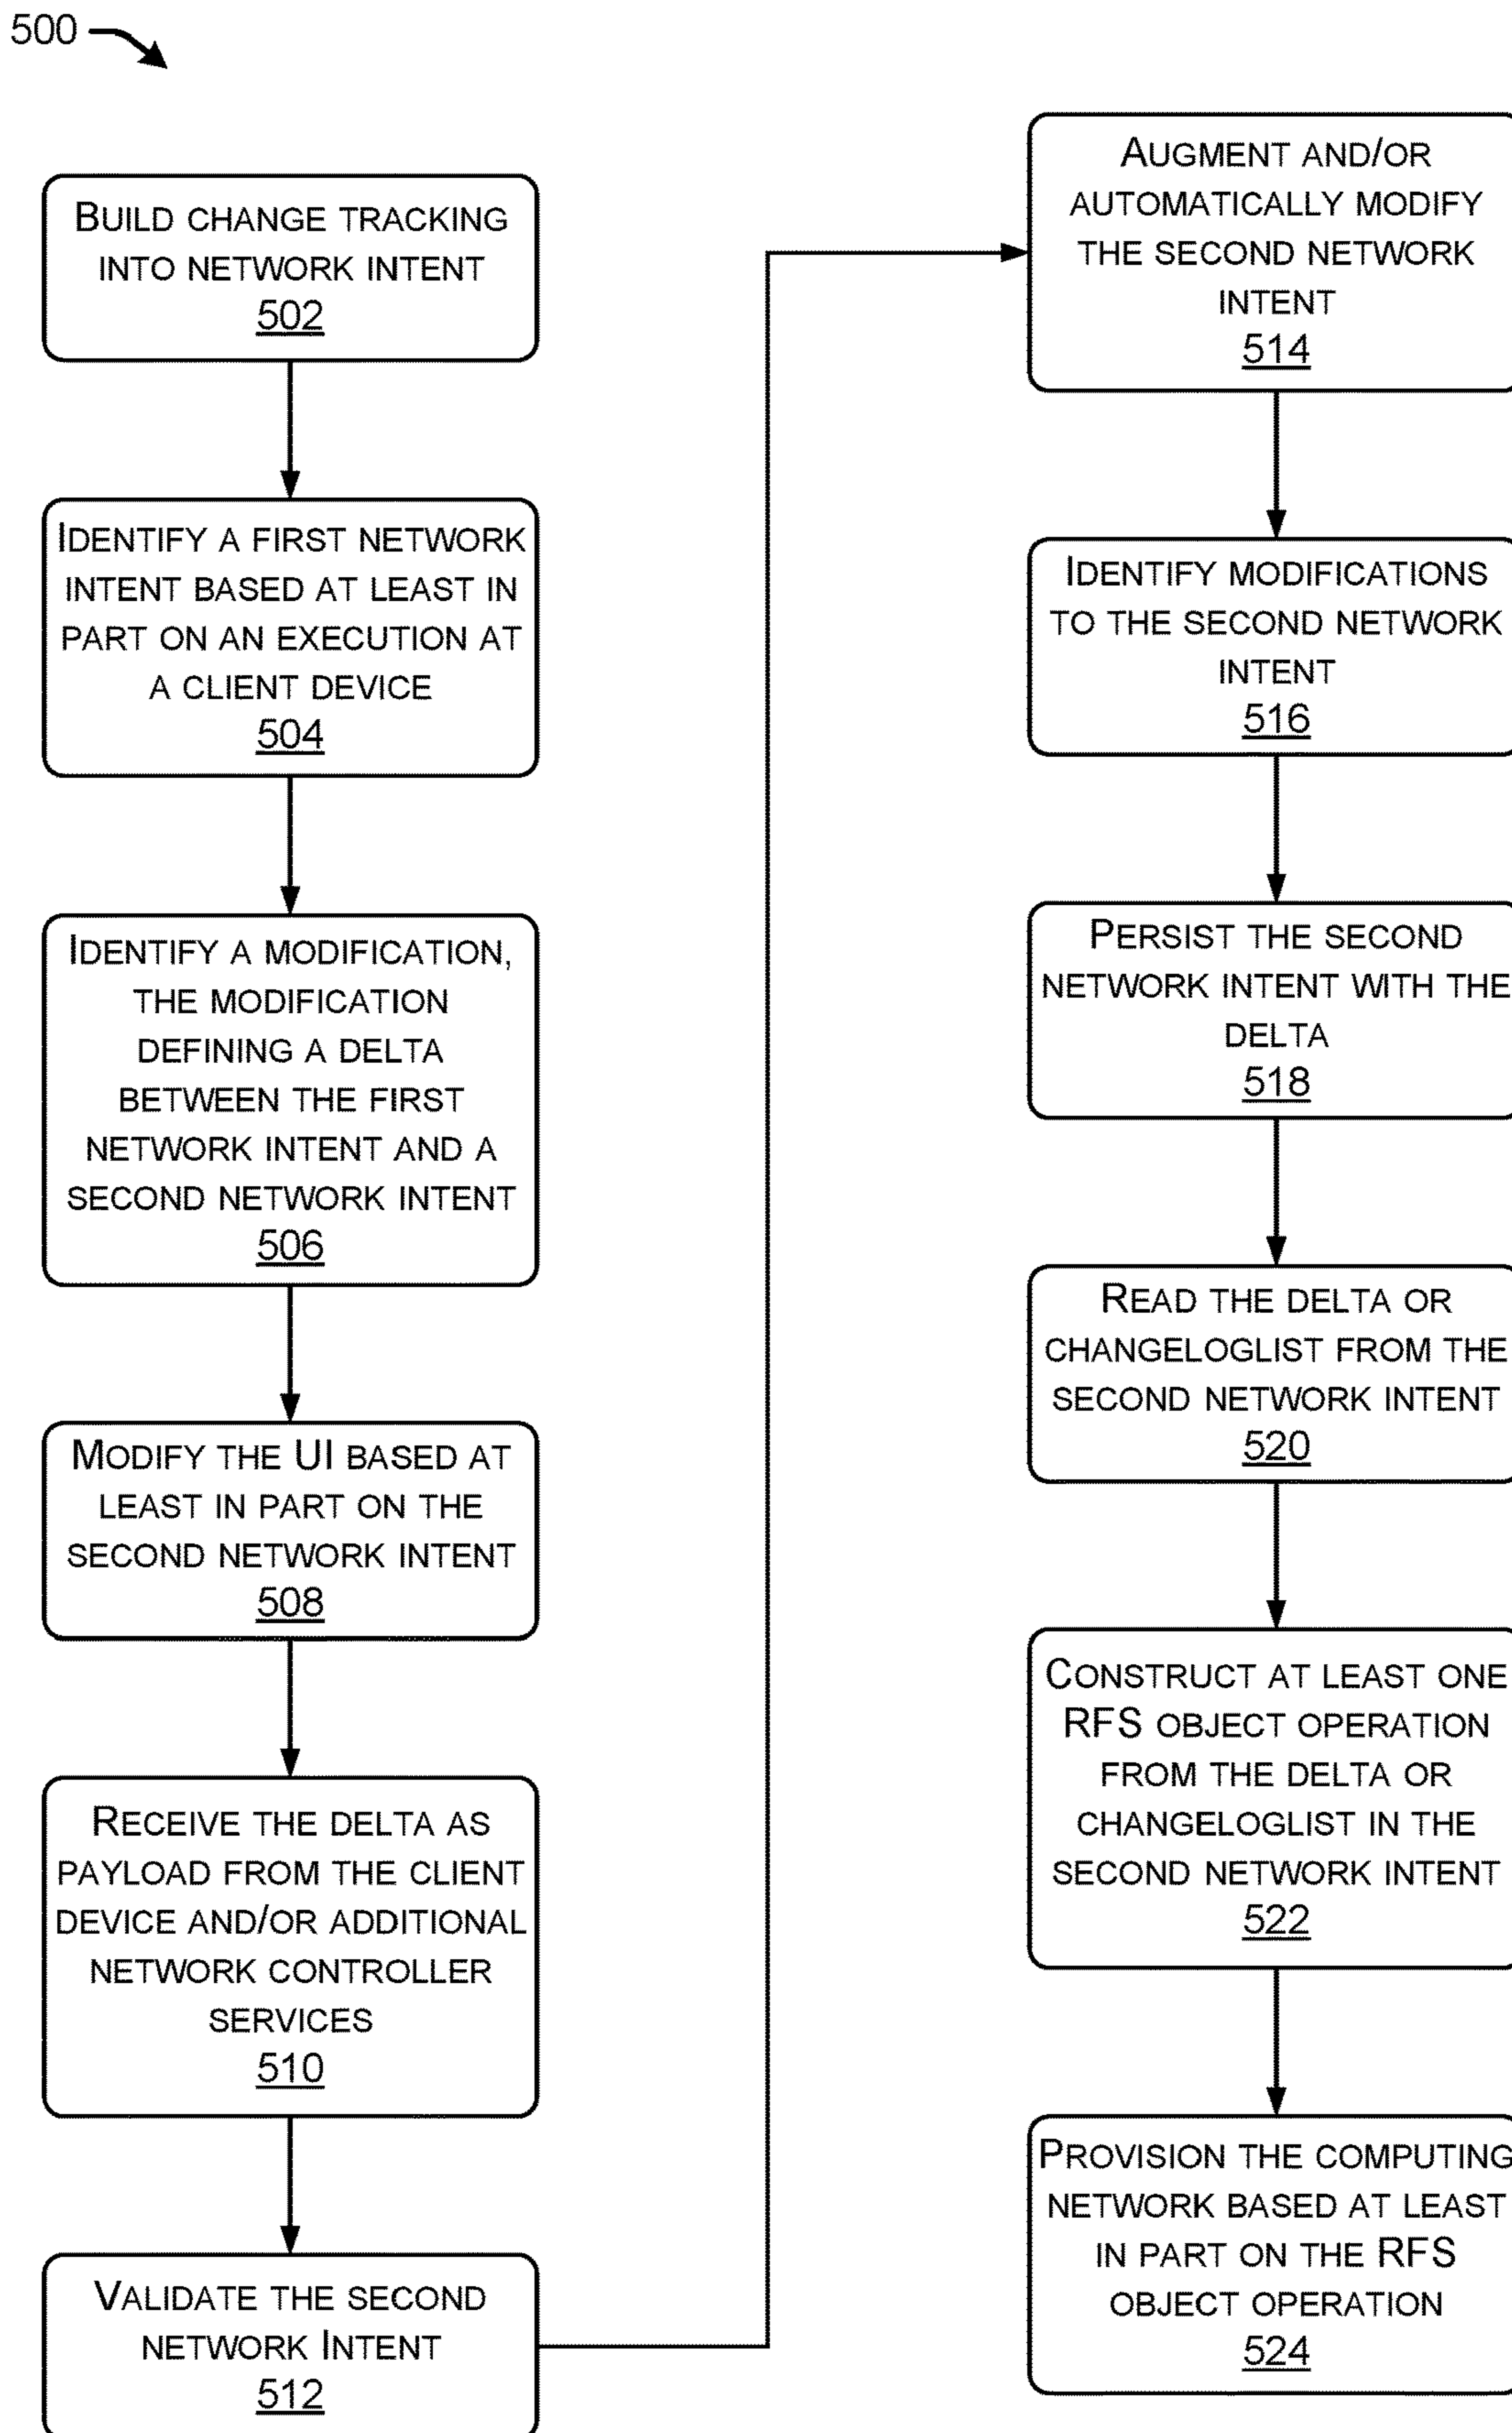 500
BUILD CHANGE TRACKING
INTO NETWORK INTENT
502
IDENTIFY A FIRST NETWORK
INTENT BASED AT LEAST IN
PART ON AN EXECUTION AT
A CLIENT DEVICE
504
IDENTIFY A MODIFICATION,
THE MODIFICATION
DEFINING A DELTA
BETWEEN THE FIRST
NETWORK INTENT AND A
SECOND NETWORK INTENT
506
MODIFY THE UI BASED AT
LEAST IN PART ON THE
SECOND NETWORK INTENT
508
RECEIVE THE DELTA AS
PAYLOAD FROM THE CLIENT
DEVICE AND/OR ADDITIONAL
NETWORK CONTROLLER
SERVICES
510
VALIDATE THE SECOND
NETWORK INTENT
512
AUGMENT AND/OR
AUTOMATICALLY MODIFY
THE SECOND NETWORK
INTENT
514
IDENTIFY MODIFICATIONS
TO THE SECOND NETWORK
INTENT
516
PERSIST THE SECOND
NETWORK INTENT WITH THE
DELTA
518
READ THE DELTA OR
CHANGELOGLIST FROM THE
SECOND NETWORK INTENT
520
CONSTRUCT AT LEAST ONE
RFS OBJECT OPERATION
FROM THE DELTA OR
CHANGELOGLIST IN THE
SECOND NETWORK INTENT
522
PROVISION THE COMPUTING
NETWORK BASED AT LEAST
IN PART ON THE RFS
OBJECT OPERATION
524